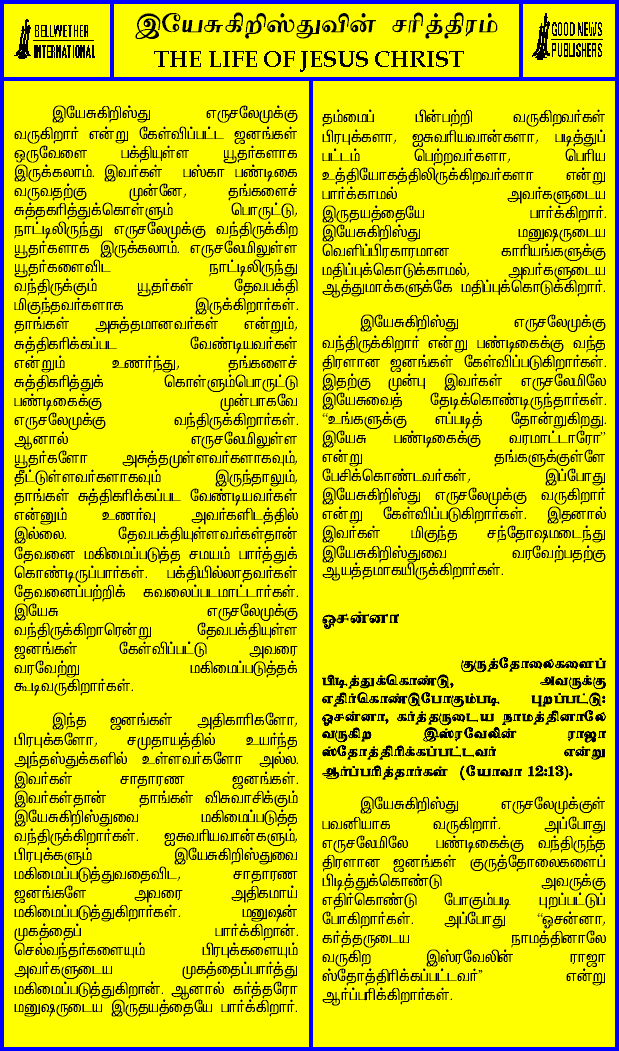 BELLWETHER
INTERNATIONAL
இயேசுகிறிஸ்துவின் சரித்திரம்
THE LIFE OF JESUS CHRIST
GOOD NEWS
PUBLISHERS
இயேசுகிறிஸ்து எருசலேமுக்கு
வருகிறார் என்று கேள்விப்பட்ட ஜனங்கள்
ஒருவேளை பக்தியுள்ள யூதர்களாக
இருக்கலாம். இவர்கள் பஸ்கா பண்டிகை
வருவதற்கு முன்னே, தங்களைச்
சுத்தகரித்துக்கொள்ளும் பொருட்டு,
நாட்டிலிருந்து எருசலேமுக்கு வந்திருக்கிற
யூதர்களாக இருக்கலாம். எருசலேமிலுள்ள
யூதர்களைவிட நாட்டிலிருந்து
வந்திருக்கும் யூதர்கள் தேவபக்தி
மிகுந்தவர்களாக இருக்கிறார்கள்.
தாங்கள் அசுத்தமானவர்கள் என்றும்,
சுத்திகரிக்கப்பட வேண்டியவர்கள்
என்றும் உணர்ந்து, தங்களைச்
சுத்திகரித்துக் கொள்ளும்பொருட்டு
பண்டிகைக்கு முன்பாகவே
எருசலேமுக்கு வந்திருக்கிறார்கள்.
ஆனால் எருசலேமிலுள்ள
யூதர்களோ அசுத்தமுள்ளவர்களாகவும்,
தீட்டுள்ளவர்களாகவும் இருந்தாலும்,
தாங்கள் சுத்திகரிக்கப்பட வேண்டியவர்கள்
என்னும் உணர்வு அவர்களிடத்தில்
இல்லை. தேவபக்தியுள்ளவர்கள்தான்
தேவனை மகிமைப்படுத்த சமயம் பார்த்துக்
கொண்டிருப்பார்கள். பக்தியில்லாதவர்கள்
தேவனைப்பற்றிக் கவலைப்படமாட்டார்கள்.
இயேசு எருசலேமுக்கு
வந்திருக்கிறாரென்று தேவபக்தியுள்ள
ஜனங்கள் கேள்விப்பட்டு அவரை
வரவேற்று மகிமைப்படுத்தக்
கூடிவருகிறார்கள்.
இந்த ஜனங்கள் அதிகாரிகளோ,
பிரபுக்களோ, சமுதாயத்தில் உயர்ந்த
அந்தஸ்துக்களில் உள்ளவர்களோ அல்ல.
இவர்கள் சாதாரண ஜனங்கள்.
இவர்கள்தான் தாங்கள் விசுவாசிக்கும்
இயேசுகிறிஸ்துவை மகிமைப்படுத்த
வந்திருக்கிறார்கள். ஐசுவரியவான்களும்,
பிரபுக்களும் இயேசுகிறிஸ்துவை
மகிமைப்படுத்துவதைவிட, சாதாரண
ஜனங்களே அவரை அதிகமாய்
மகிமைப்படுத்துகிறார்கள். மனுஷன்
முகத்தைப் பார்க்கிறான்.
செல்வந்தர்களையும் பிரபுக்களையும்
அவர்களுடைய முகத்தைப்பார்த்து
மகிமைப்படுத்துகிறான். ஆனால் கர்த்தரோ
மனுஷருடைய இருதயத்தையே பார்க்கிறார்.
தம்மைப் பின்பற்றி வருகிறவர்கள்
பிரபுக்களா, ஐசுவரியவான்களா, படித்துப்
பட்டம் பெற்றவர்களா, பெரிய
உத்தியோகத்திலிருக்கிறவர்களா என்று
பார்க்காமல் அவர்களுடைய
இருதயத்தையே பார்க்கிறார்.
இயேசுகிறிஸ்து மனுஷருடைய
வெளிப்பிரகாரமான காரியங்களுக்கு
மதிப்புக்கொடுக்காமல், அவர்களுடைய
ஆத்துமாக்களுக்கே மதிப்புக்கொடுக்கிறார்.
இயேசுகிறிஸ்து எருசலேமுக்கு
வந்திருக்கிறார் என்று பண்டிகைக்கு வந்த
திரளான ஜனங்கள் கேள்விப்படுகிறார்கள்.
இதற்கு முன்பு இவர்கள் எருசலேமிலே
இயேசுவைத் தேடிக்கொண்டிருந்தார்கள்.
“உங்களுக்கு எப்படித் தோன்றுகிறது.
இயேசு பண்டிகைக்கு வரமாட்டாரோ”
என்று தங்களுக்குள்ளே
பேசிக்கொண்டவர்கள், இப்போது
இயேசுகிறிஸ்து எருசலேமுக்கு வருகிறார்
என்று கேள்விப்படுகிறார்கள். இதனால்
இவர்கள் மிகுந்த சந்தோஷமடைந்து
இயேசுகிறிஸ்துவை வரவேற்பதற்கு
ஆயத்தமாகயிருக்கிறார்கள்.
ஓசன்னா
குருத்தோலைகளைப்
பிடித்துக்கொண்டு, அவருக்கு
எதிர்கொண்டுபோகும்படி புறப்பட்டு:
ஓசன்னா, கர்த்தருடைய நாமத்தினாலே
வருகிற இஸ்ரவேலின் ராஜா
ஸ்தோத்திரிக்கப்பட்டவர் என்று
ஆர்ப்பரித்தார்கள் (யோவா 12:13).
இயேசுகிறிஸ்து எருசலேமுக்குள்
பவனியாக வருகிறார். அப்போது
எருசலேமிலே பண்டிகைக்கு வந்திருந்த
திரளான ஜனங்கள் குருத்தோலைகளைப்
பிடித்துக்கொண்டு அவருக்கு
எதிர்கொண்டு போகும்படி புறப்பட்டுப்
போகிறார்கள். அப்போது “ஓசன்னா,
கர்த்தருடைய நாமத்தினாலே
வருகிற இஸ்ரவேலின் ராஜா
ஸ்தோத்திரிக்கப்பட்டவர்” என்று
ஆர்ப்பரிக்கிறார்கள்.